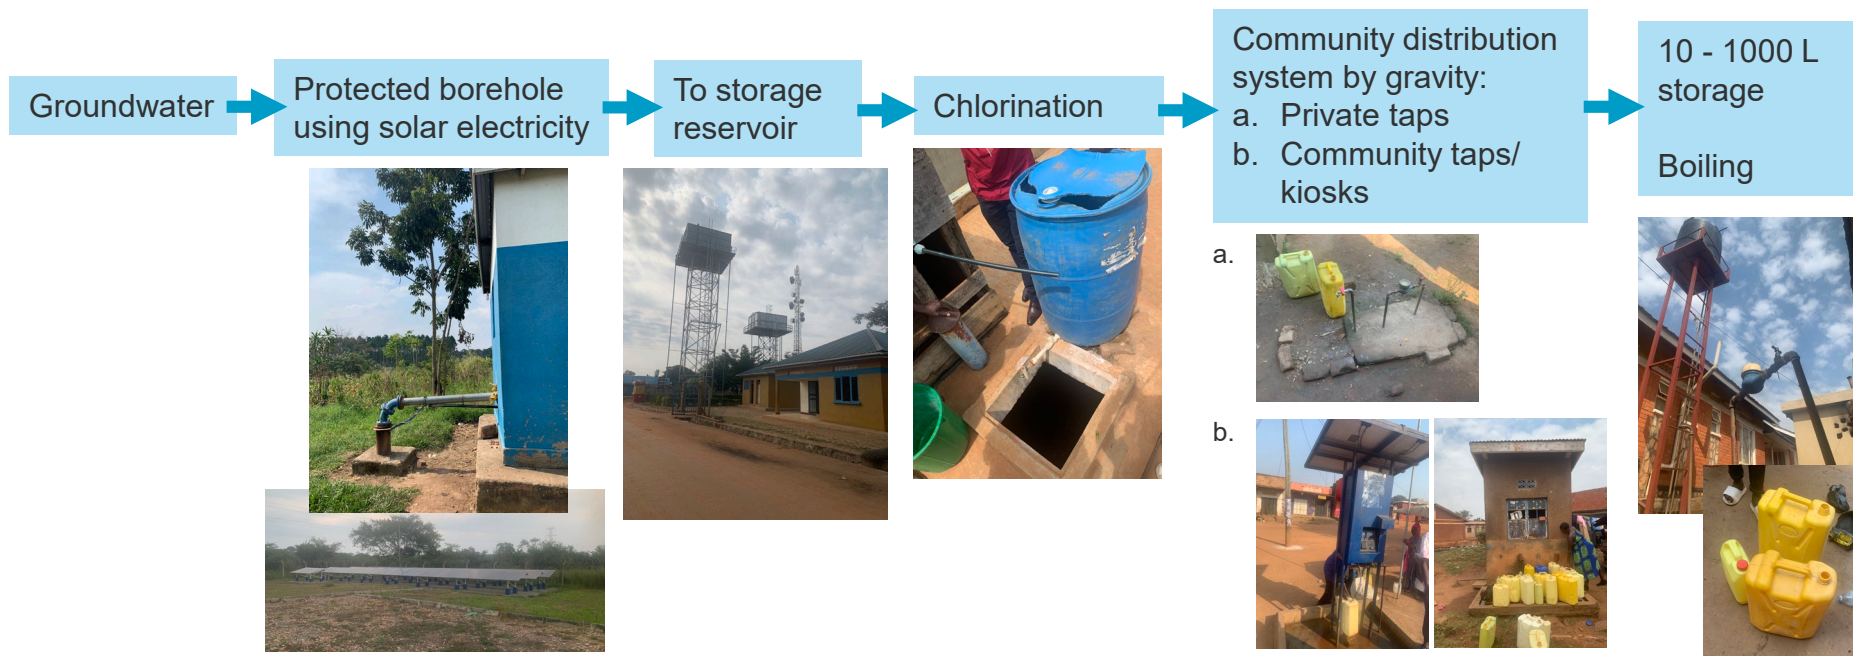 Groundwater
Protected borehole
using solar electricity
To storage
reservoir
Chlorination
Community distribution
system by gravity:
a. Private taps
b. Community taps/
kiosks
10 - 1000 L
storage
Boiling
a.
b.